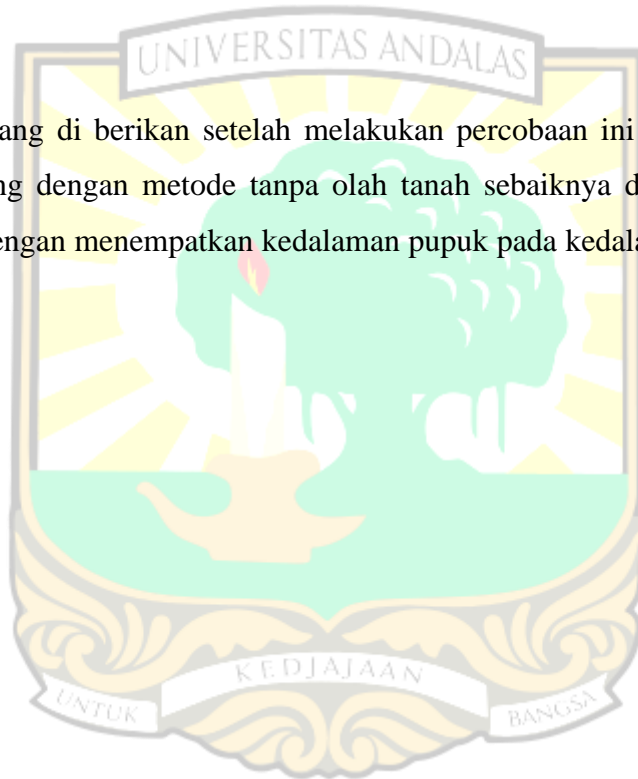 UNIVERSITAS ANDALAS
ang di berikan setelah melakukan percobaan ini
ng dengan metode tanpa olah tanah sebaiknya d
engan menempatkan kedalaman pupuk pada kedala
KEDJAJAAN
UNTUK BANGSA